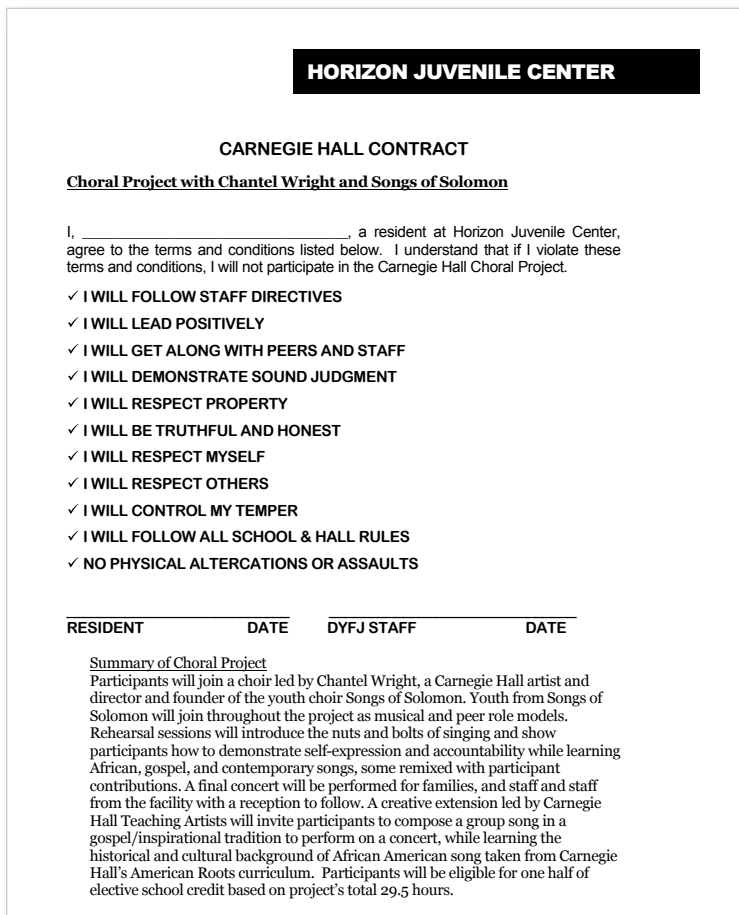 HORIZON JUVENILE CENTER
CARNEGIE HALL CONTRACT
Choral Project with Chantel Wright and Songs of Solomon
I, _________________________________, a resident at Horizon Juvenile Center,
agree to the terms and conditions listed below.  I understand that if I violate these
terms and conditions, I will not participate in the Carnegie Hall Choral Project.
✓ I WILL FOLLOW STAFF DIRECTIVES
✓ I WILL LEAD POSITIVELY
✓ I WILL GET ALONG WITH PEERS AND STAFF
✓ I WILL DEMONSTRATE SOUND JUDGMENT
✓ I WILL RESPECT PROPERTY
✓ I WILL BE TRUTHFUL AND HONEST
✓ I WILL RESPECT MYSELF
✓ I WILL RESPECT OTHERS
✓ I WILL CONTROL MY TEMPER
✓ I WILL FOLLOW ALL SCHOOL & HALL RULES
✓ NO PHYSICAL ALTERCATIONS OR ASSAULTS
RESIDENT DATE DYFJ STAFF DATE
Summary of Choral Project
Participants will join a choir led by Chantel Wright, a Carnegie Hall artist and
director and founder of the youth choir Songs of Solomon. Youth from Songs of
Solomon will join throughout the project as musical and peer role models.
Rehearsal sessions will introduce the nuts and bolts of singing and show
participants how to demonstrate self-expression and accountability while learning
African, gospel, and contemporary songs, some remixed with participant
contributions. A final concert will be performed for families, and staff and staff
from the facility with a reception to follow. A creative extension led by Carnegie
Hall Teaching Artists will invite participants to compose a group song in a
gospel/inspirational tradition to perform on a concert, while learning the
historical and cultural background of African American song taken from Carnegie
Hall's American Roots curriculum.  Participants will be eligible for one half of
elective school credit based on project's total 29.5 hours.